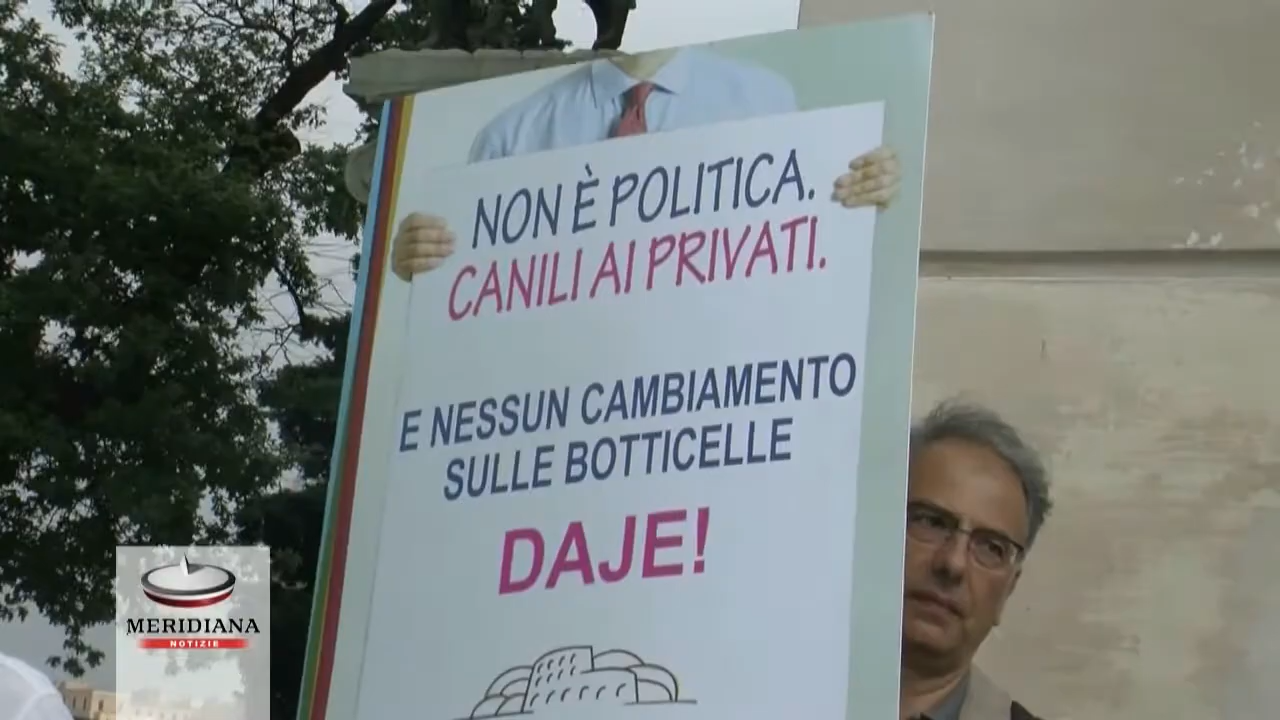 NON È POLITICA.
CANILI AI PRIVATI.
E NESSUN CAMBIAMENTO
SULLE BOTTICELLE
DAJE!
MERIDIANA
NOTIZIE